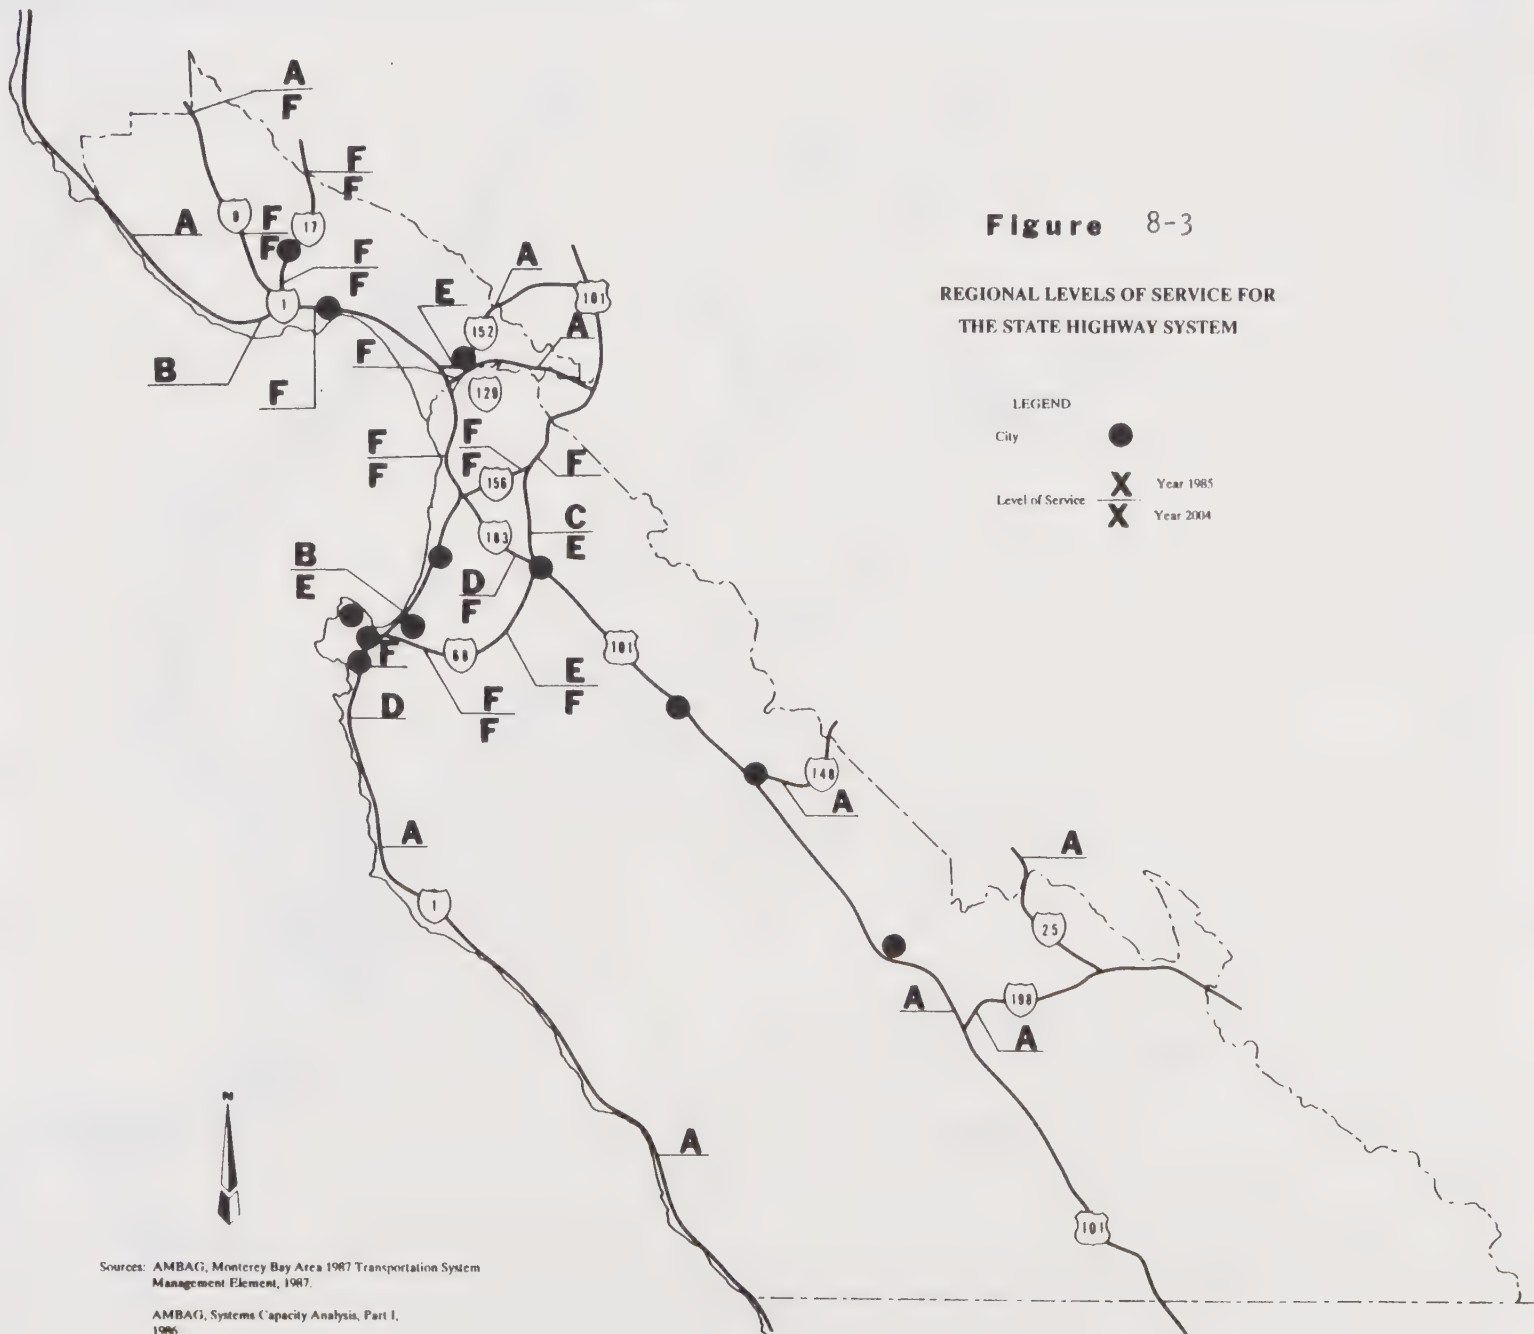 Figure 8-3
REGIONAL LEVELS OF SERVICE FOR
THE STATE HIGHWAY SYSTEM
LEGEND
City
Level of Service
X Year 1985
X Year 2004
A
F
F
F
9
17
F
F
A
F
F
1
B
F
A
101
E
152
A
F
129
F
F
F
F
F
156
C
E
183
D
F
B
E
F
68
E
F
F
F
D
101
148
A
A
1
A
25
198
A
A
A
101
N
Sources: AMBAG, Monterey Bay Area 1987 Transportation System
Management Element, 1987.
AMBAG, Systems Capacity Analysis, Part I,
1986